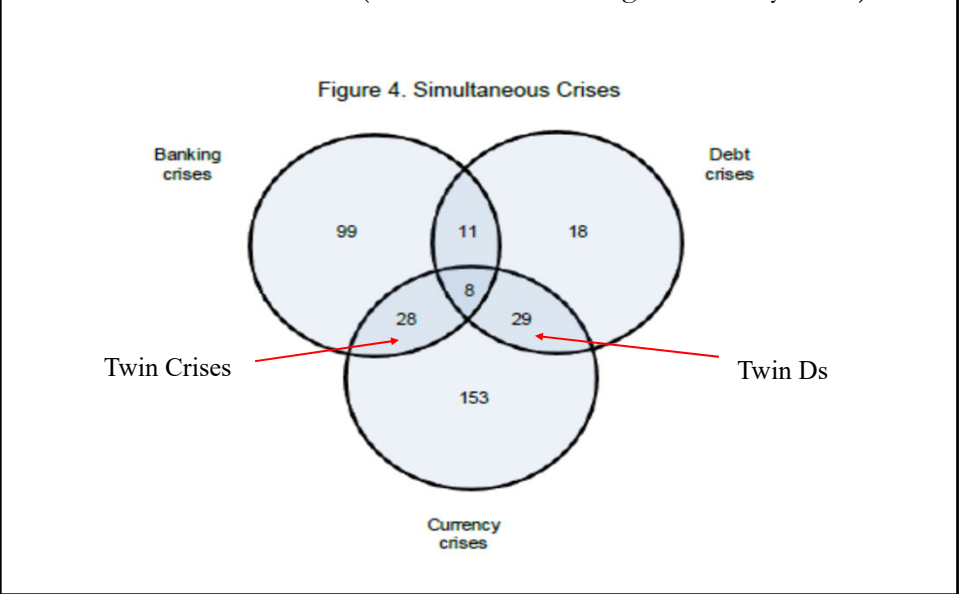 Figure 4. Simultaneous Crises
Banking
crises
Debt
crises
99
11
18
8
28
29
Twin Crises
Twin Ds
153
Currency
crises